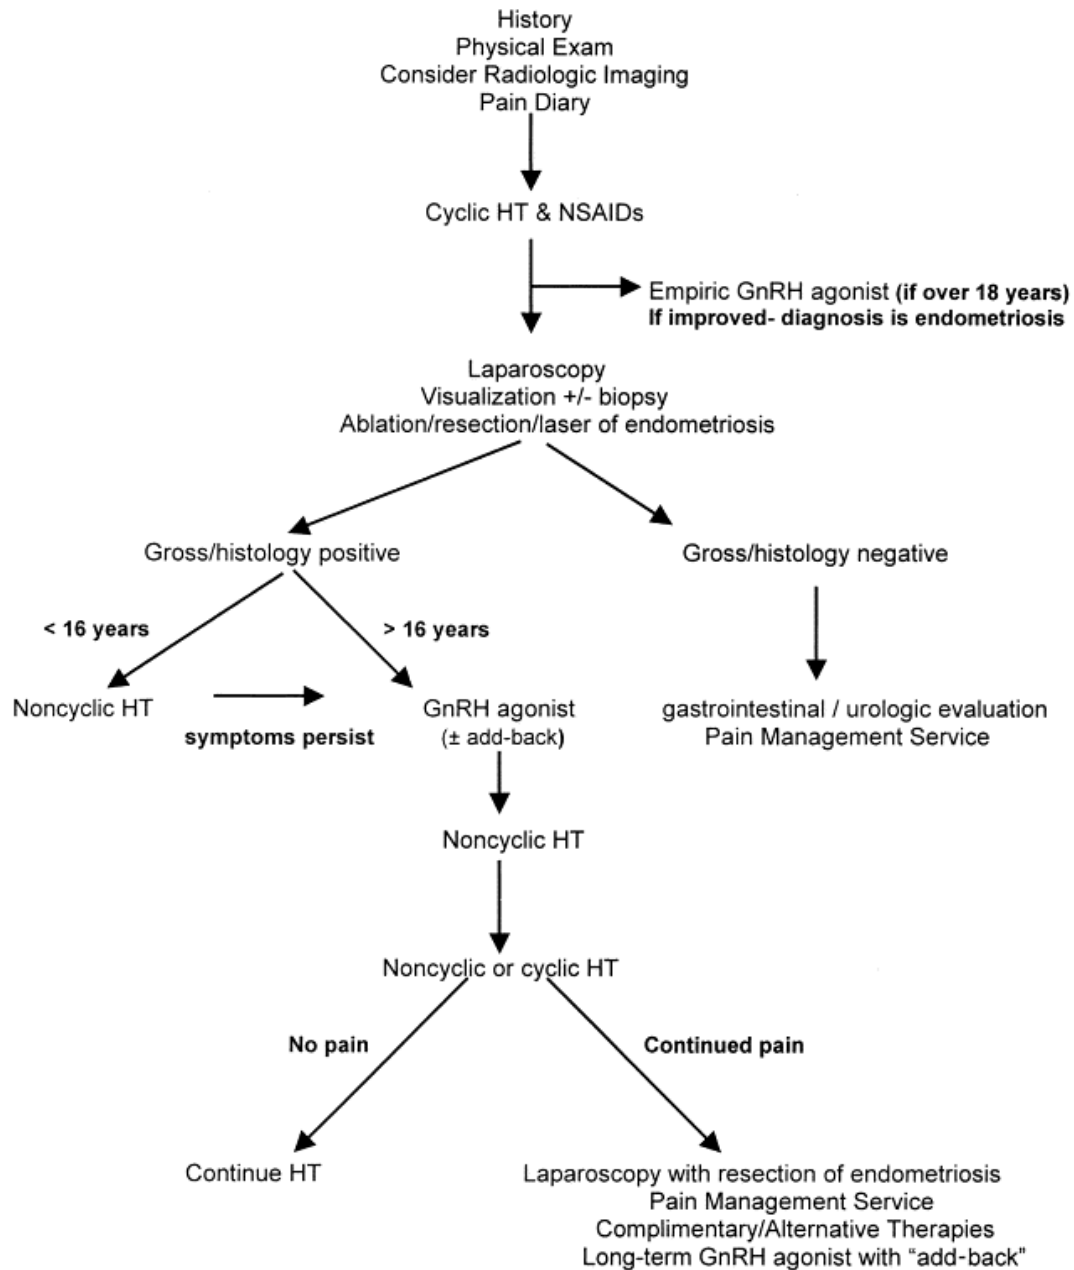 History
Physical Exam
Consider Radiologic Imaging
Pain Diary
Cyclic HT & NSAIDs
Empiric GnRH agonist (if over 18 years)
If improved- diagnosis is endometriosis
Laparoscopy
Visualization +/- biopsy
Ablation/resection/laser of endometriosis
Gross/histology positive
Gross/histology negative
< 16 years
> 16 years
Noncyclic HT
symptoms persist
GnRH agonist
(± add-back)
gastrointestinal / urologic evaluation
Pain Management Service
Noncyclic HT
Noncyclic or cyclic HT
No pain
Continued pain
Continue HT
Laparoscopy with resection of endometriosis
Pain Management Service
Complimentary/Alternative Therapies
Long-term GnRH agonist with “add-back”